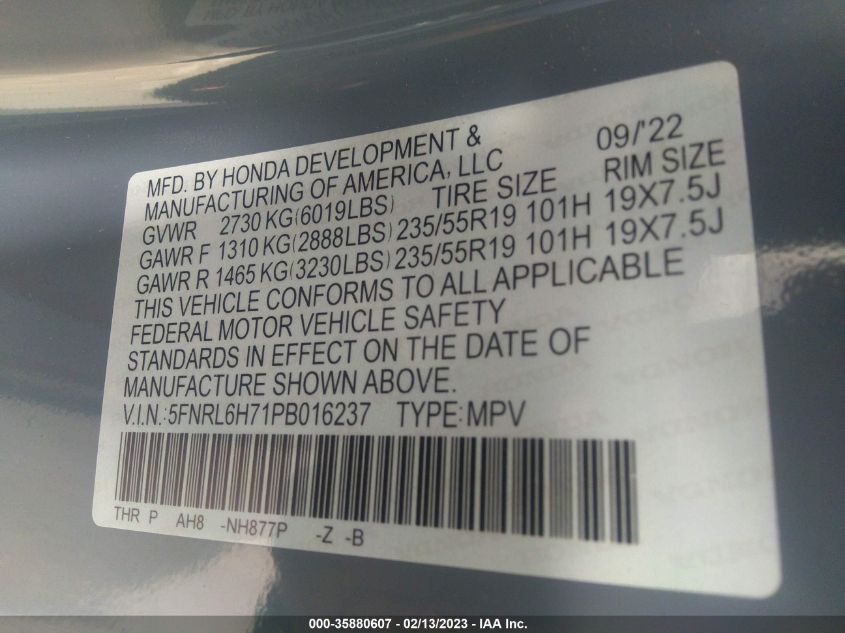 MFD. BY HONDA DEVELOPMENT & 09/'22
MANUFACTURING OF AMERICA, LLC
GVWR 2730 KG(6019LBS) TIRE SIZE RIM SIZE
GAWR F 1310 KG(2888LBS) 235/55R19 101H 19X7.5J
GAWR R 1465 KG(3230LBS) 235/55R19 101H 19X7.5J
THIS VEHICLE CONFORMS TO ALL APPLICABLE
FEDERAL MOTOR VEHICLE SAFETY
STANDARDS IN EFFECT ON THE DATE OF
MANUFACTURE SHOWN ABOVE.
V.I.N.:5FNRL6H71PB016237 TYPE:MPV
THR P AH8 -NH877P -Z -B
000-35880607 - 02/13/2023 - IAA Inc.